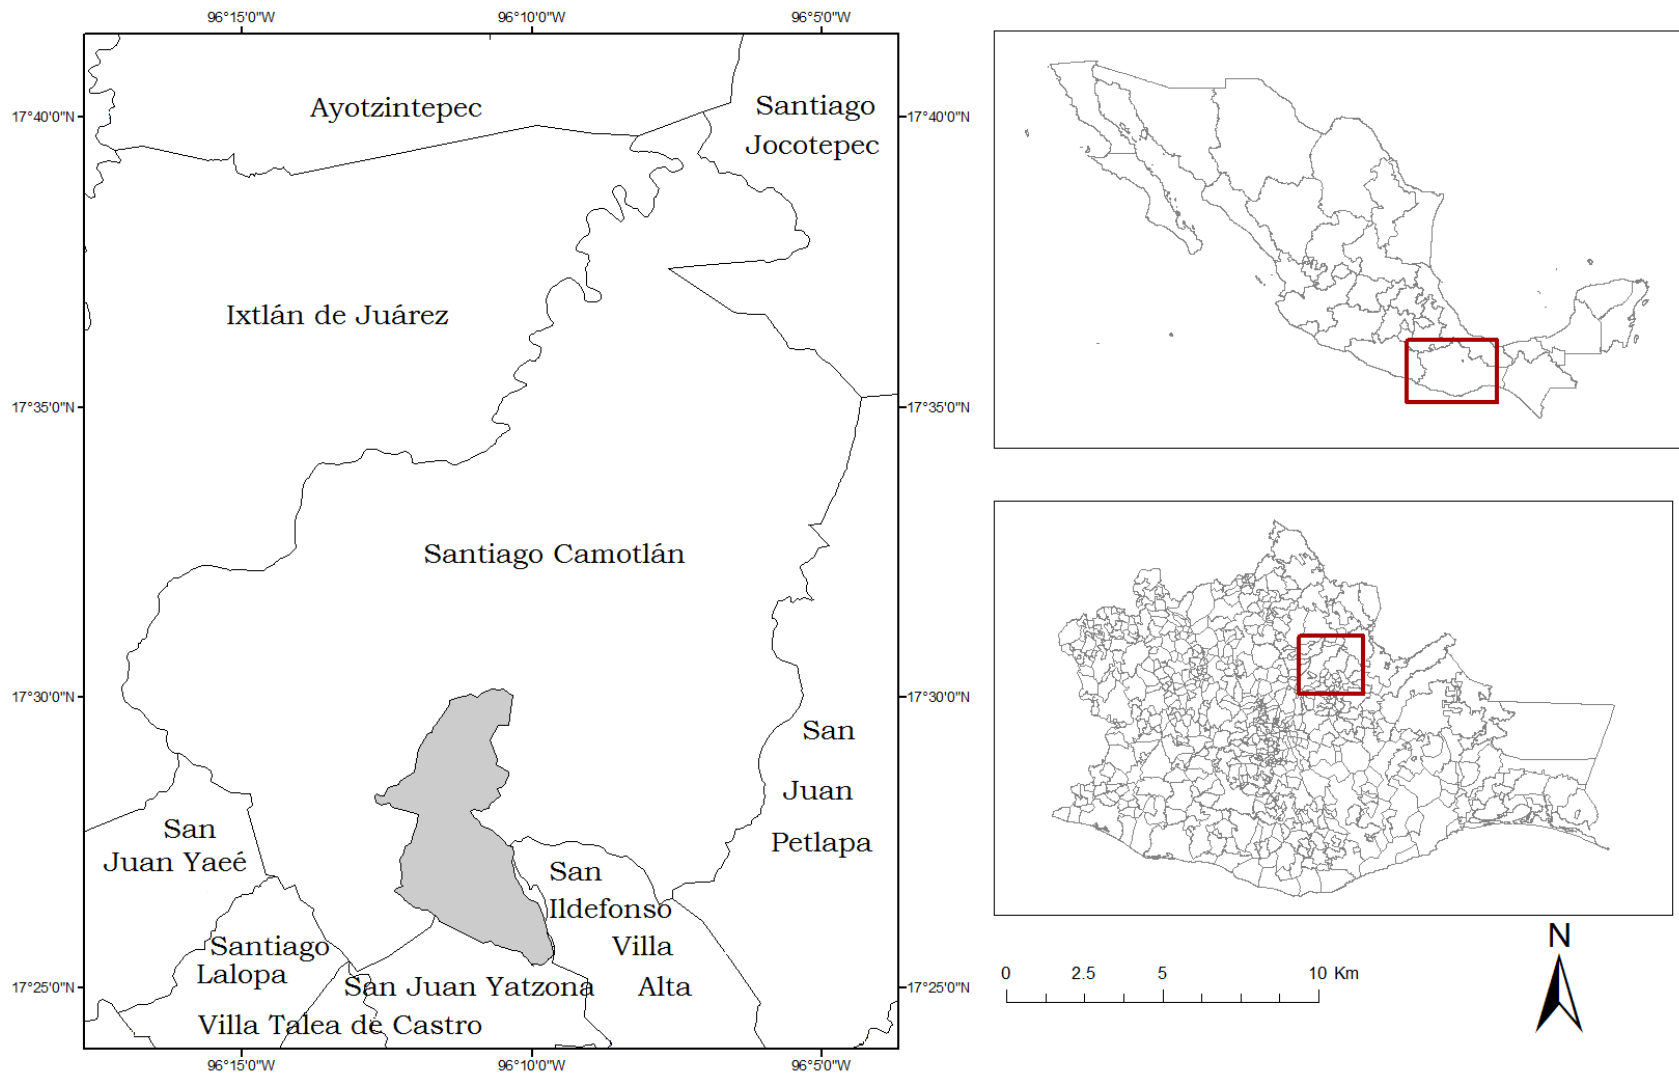 96°15'0"W
96°10'0"W
96°5'0"W
17°40'0"N
Ayotzintepec
Santiago
Jocotepec
17°40'0"N
Ixtlán de Juárez
17°35'0"N
17°35'0"N
Santiago Camotlán
17°30'0"N
17°30'0"N
San
Juan
Petlapa
San
Juan Yaeé
San
Ildefonso
Villa
Alta
Santiago
Lalopa
San Juan Yatzona
17°25'0"N
17°25'0"N
Villa Talea de Castro
96°15'0"W
96°10'0"W
96°5'0"W
N
0
2.5
5
10 Km